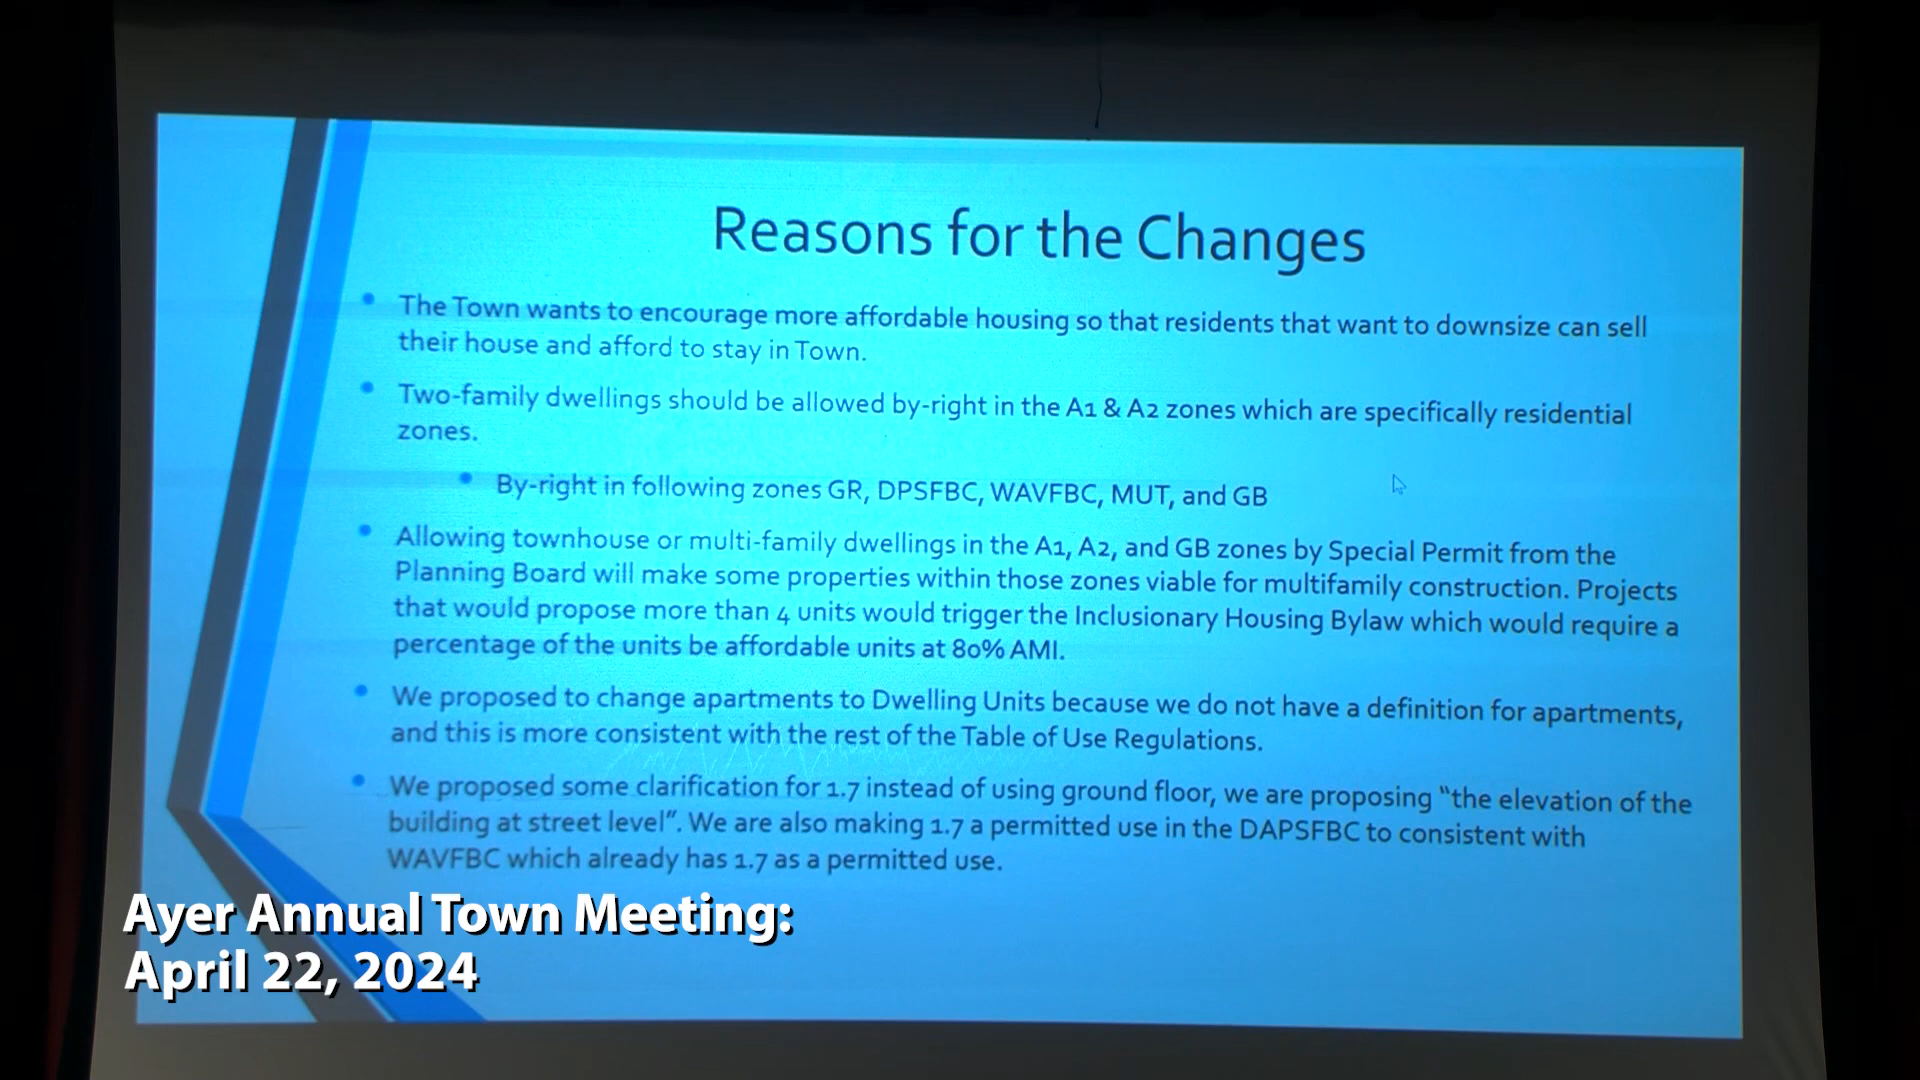 Reasons for the Changes
The Town wants to encourage more affordable housing so that residents that want to downsize can sell
their house and afford to stay in Town.
Two-family dwellings should be allowed by-right in the A1 & A2 zones which are specifically residential
zones.
By-right in following zones GR, DPSFBC, WAVFBC, MUT, and GB
Allowing townhouse or multi-family dwellings in the A1, A2, and GB zones by Special Permit from the
Planning Board will make some properties within those zones viable for multifamily construction. Projects
that would propose more than 4 units would trigger the Inclusionary Housing Bylaw which would require a
percentage of the units be affordable units at 80% AMI.
We proposed to change apartments to Dwelling Units because we do not have a definition for apartments,
and this is more consistent with the rest of the Table of Use Regulations.
We proposed some clarification for 1.7 instead of using ground floor, we are proposing “the elevation of the
building at street level”. We are also making 1.7 a permitted use in the DAPSFBC to consistent with
WAVFBC which already has 1.7 as a permitted use.
Ayer Annual Town Meeting:
April 22, 2024